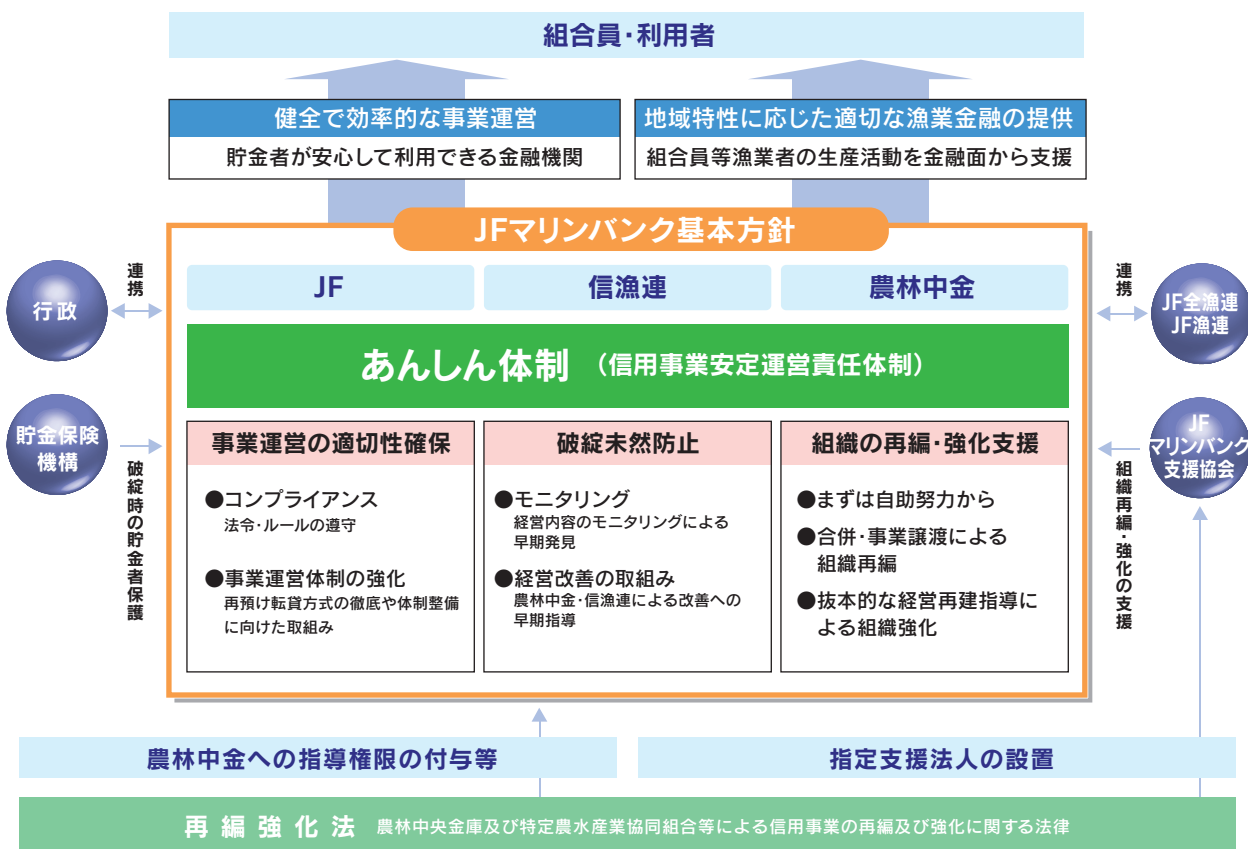 組合員・利用者
健全で効率的な事業運営
貯金者が安心して利用できる金融機関
地域特性に応じた適切な漁業金融の提供
組合員等漁業者の生産活動を金融面から支援
JFマリンバンク基本方針
行政
連携
JF
信漁連
農林中金
連携
JF全漁連
JF漁連
あんしん体制 (信用事業安定運営責任体制)
貯金保険
機構
破綻時の貯金者保護
事業運営の適切性確保
●コンプライアンス
法令・ルールの遵守
●事業運営体制の強化
再預け転貸方式の徹底や体制整備
に向けた取組み
破綻未然防止
●モニタリング
経営内容のモニタリングによる
早期発見
●経営改善の取組み
農林中金・信漁連による改善への
早期指導
組織の再編・強化支援
●まずは自助努力から
●合併・事業譲渡による
組織再編
●抜本的な経営再建指導に
よる組織強化
JF
マリンバンク
支援協会
組織再編・強化の支援
農林中金への指導権限の付与等
指定支援法人の設置
再編強化法 農林中央金庫及び特定農水産業協同組合等による信用事業の再編及び強化に関する法律